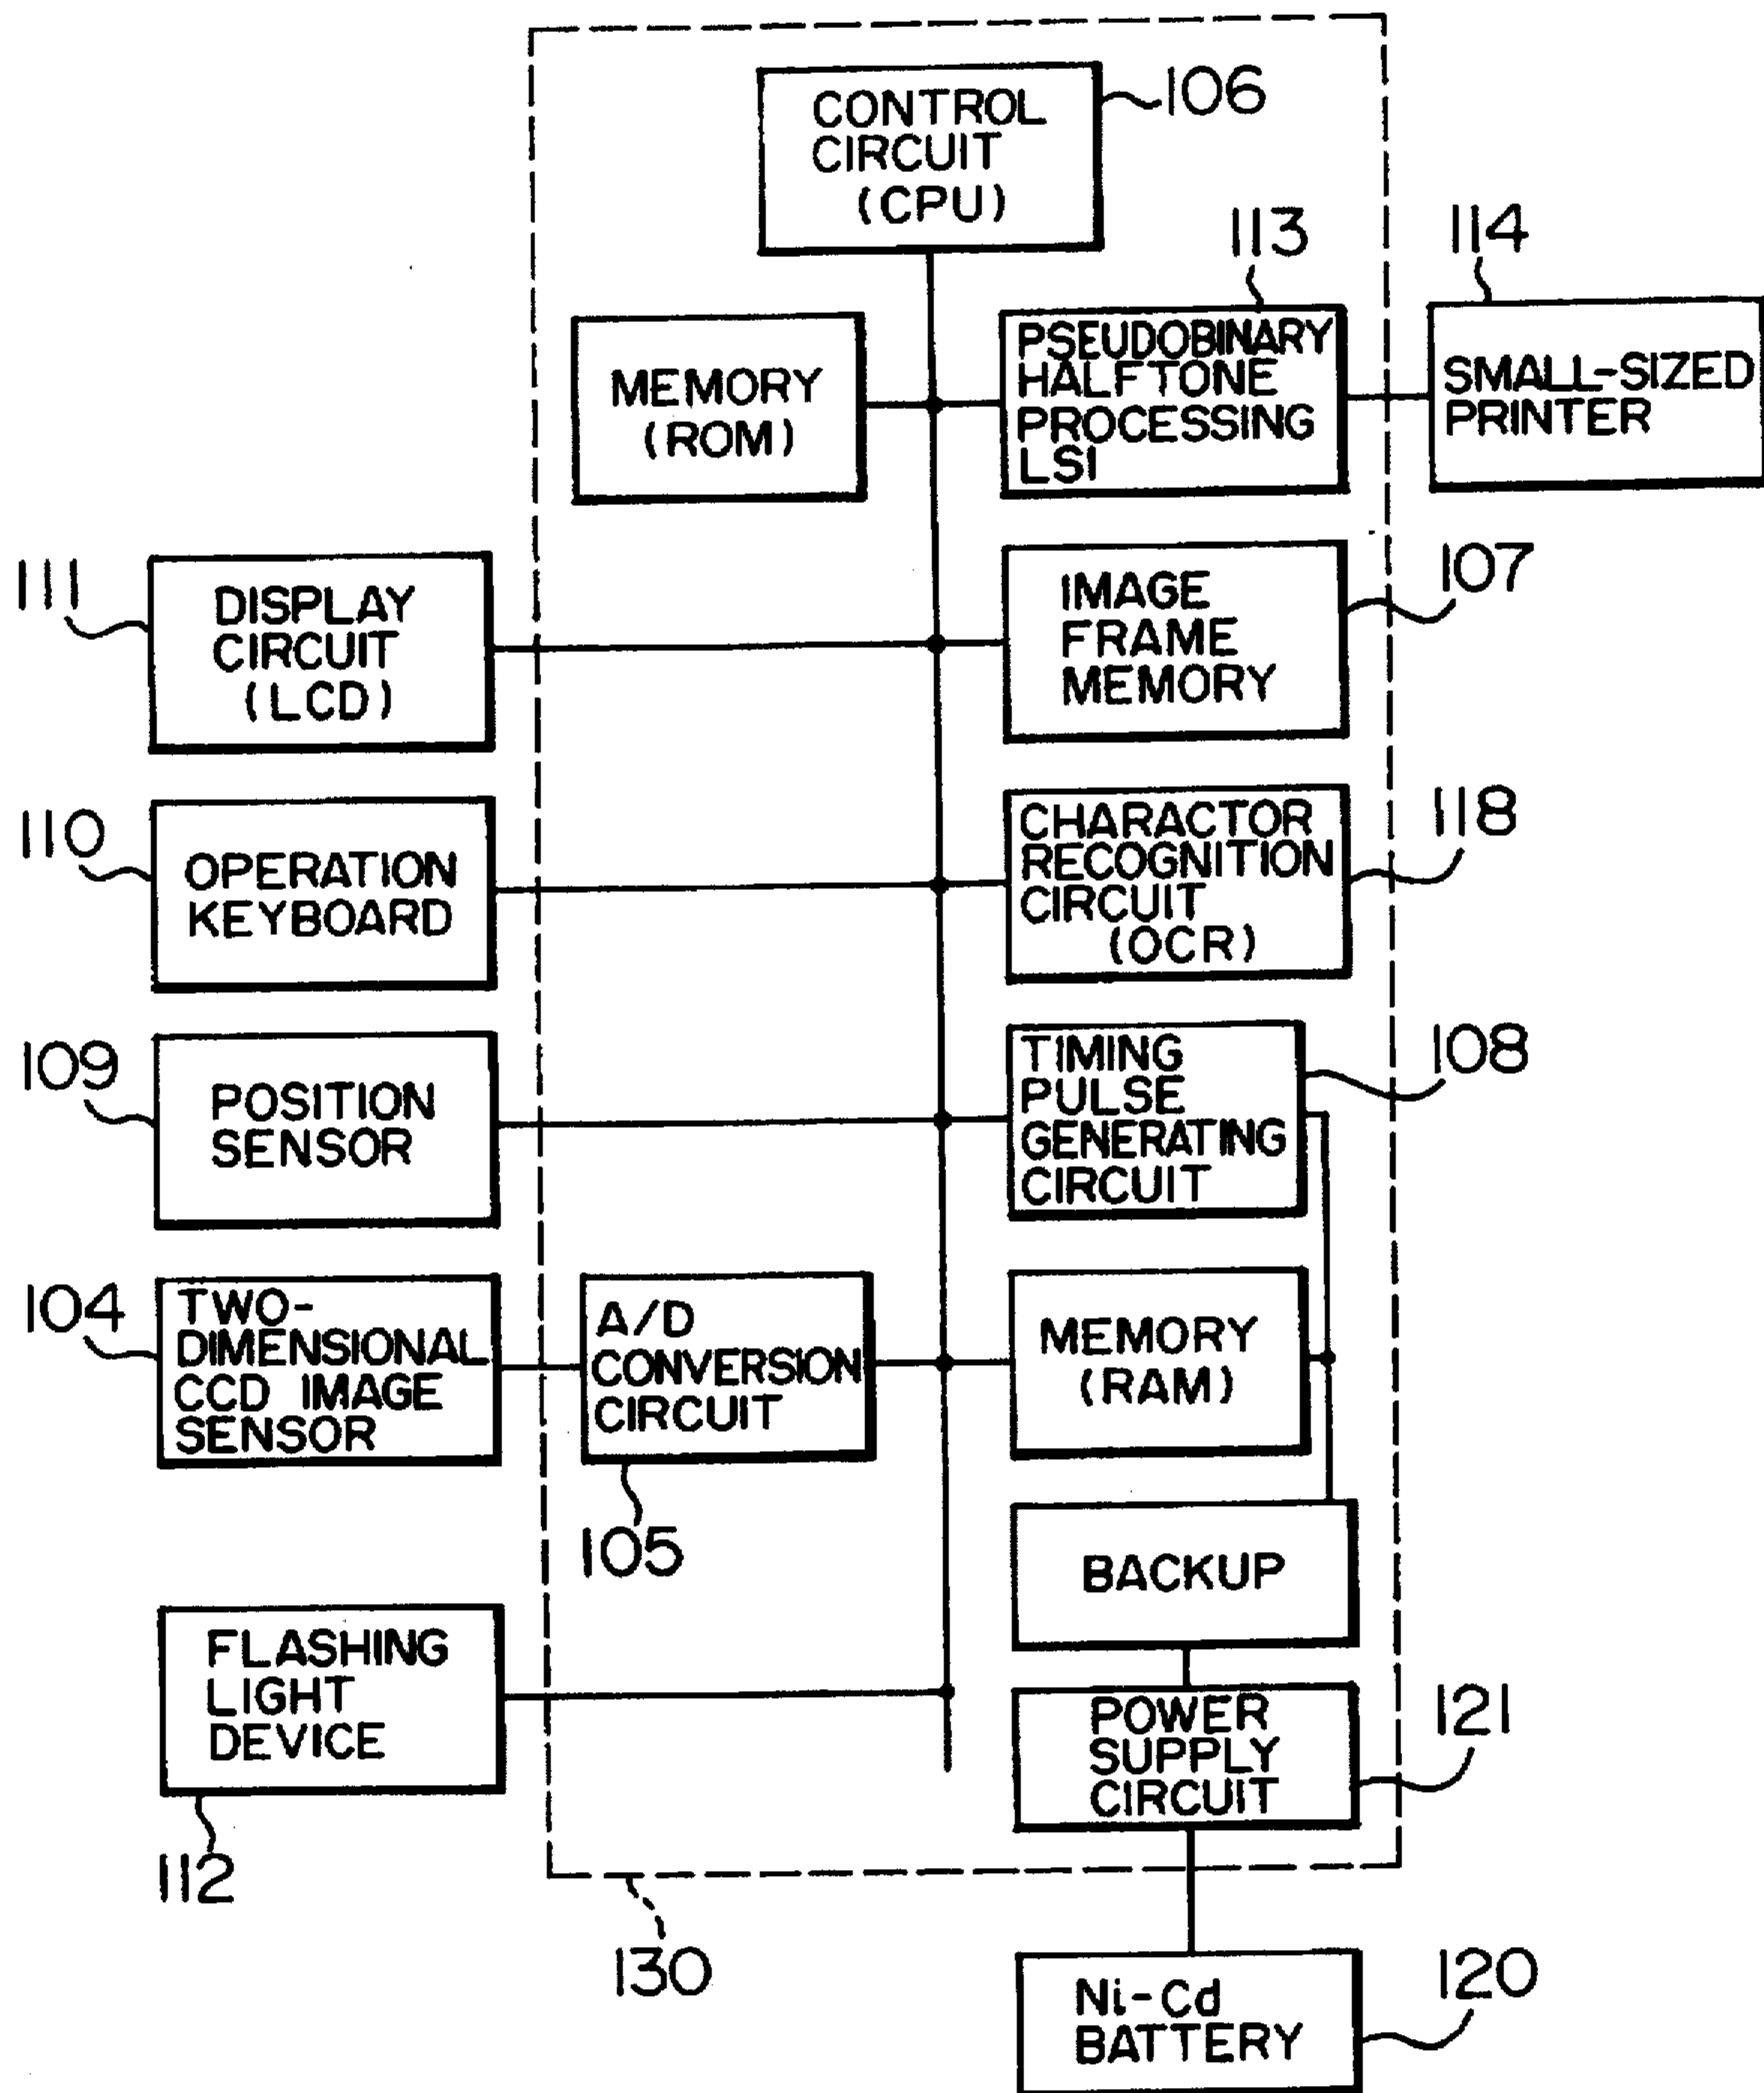 CONTROL
CIRCUIT
(CPU)
106
113
114
MEMORY
(ROM)
PSEUDOBINARY
HALFTONE
PROCESSING
LSI
SMALL-SIZED
PRINTER
111
DISPLAY
CIRCUIT
(LCD)
IMAGE
FRAME
MEMORY
107
110
OPERATION
KEYBOARD
CHARACTOR
RECOGNITION
CIRCUIT
(OCR)
118
109
POSITION
SENSOR
TIMING
PULSE
GENERATING
CIRCUIT
108
104
TWO-
DIMENSIONAL
CCD IMAGE
SENSOR
A/D
CONVERSION
CIRCUIT
105
MEMORY
(RAM)
BACKUP
FLASHING
LIGHT
DEVICE
112
POWER
SUPPLY
CIRCUIT
121
130
Ni-Cd
BATTERY
120